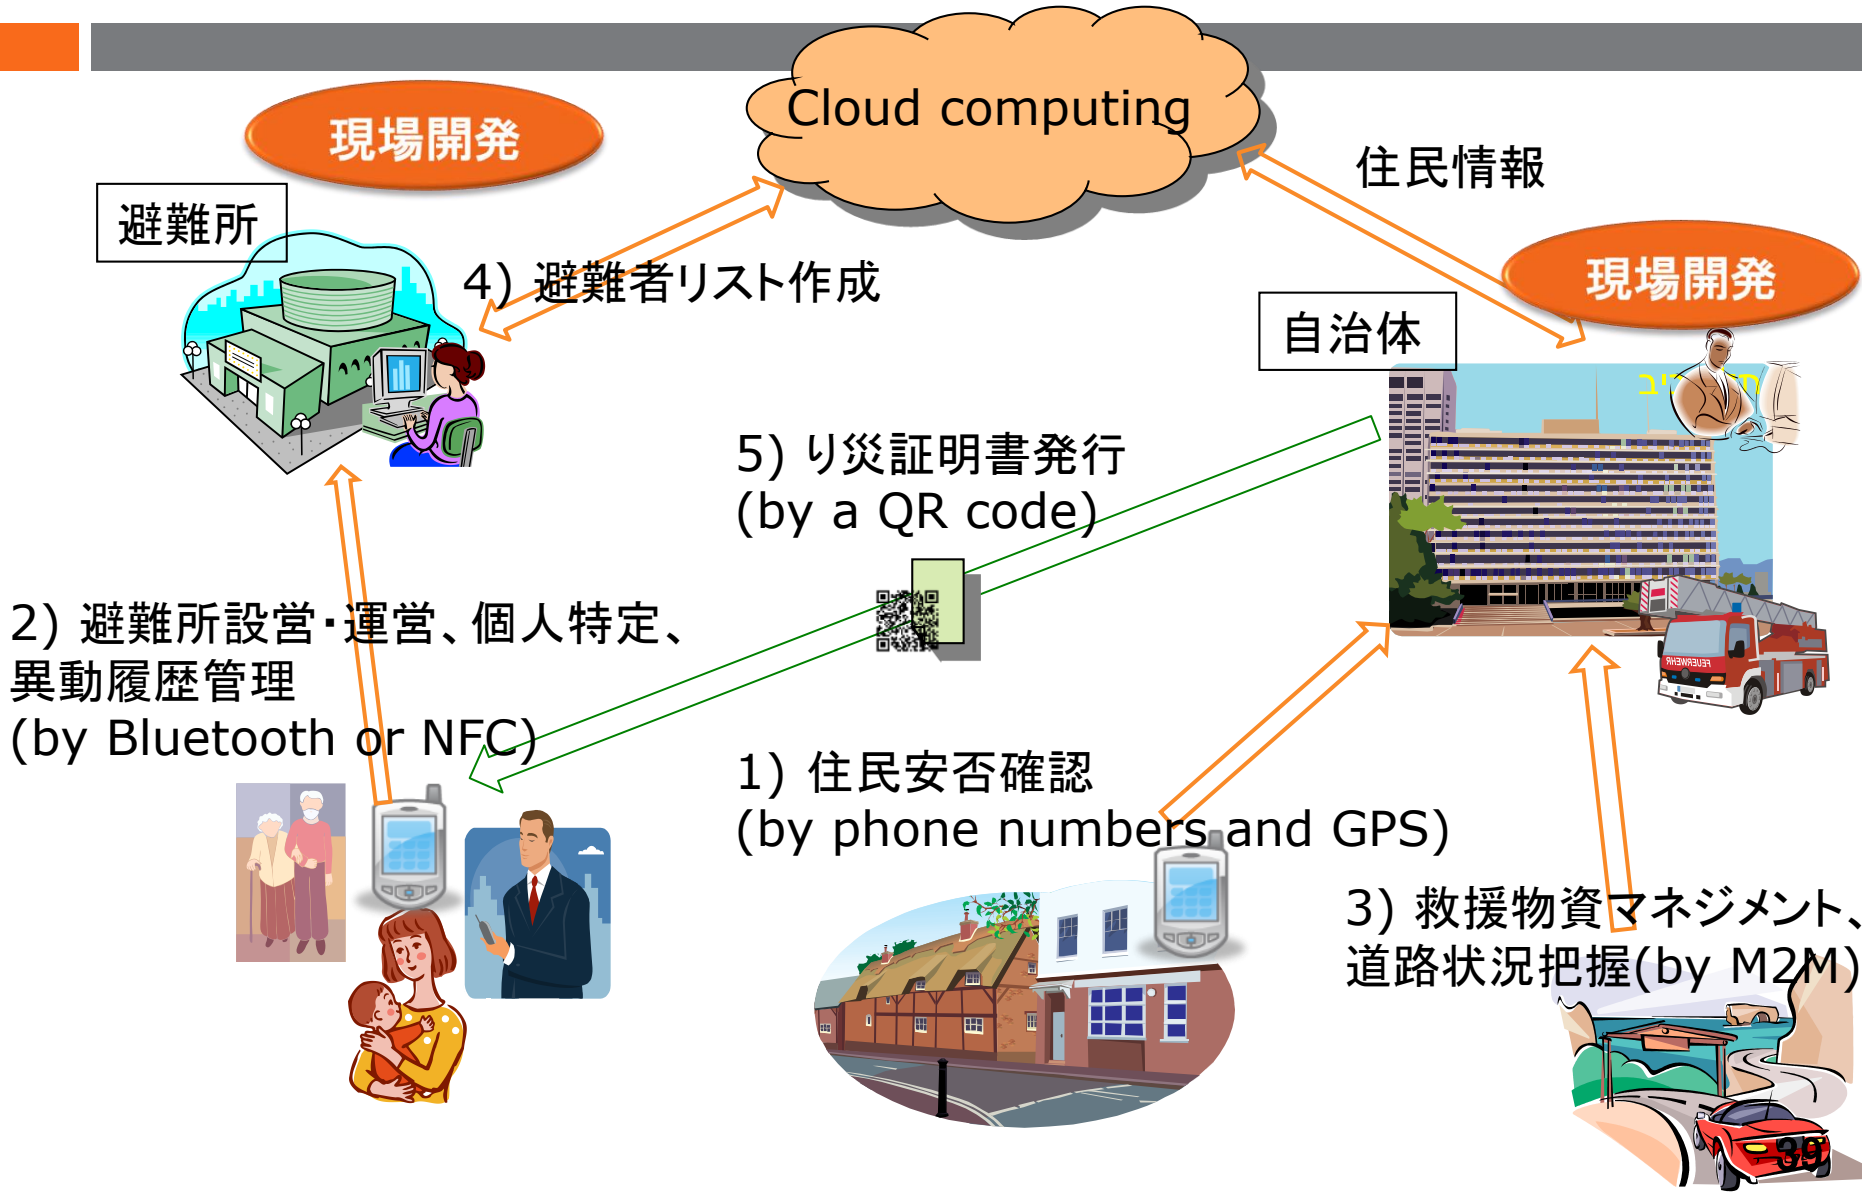 Cloud computing
現場開発
住民情報
避難所
4) 避難者リスト作成
現場開発
自治体
5) り災証明書発行
(by a QR code)
2) 避難所設営・運営、個人特定、
異動履歴管理
(by Bluetooth or NFC)
FEUERWEHR
1) 住民安否確認
(by phone numbers and GPS)
3) 救援物資マネジメント、
道路状況把握(by M2M)
39